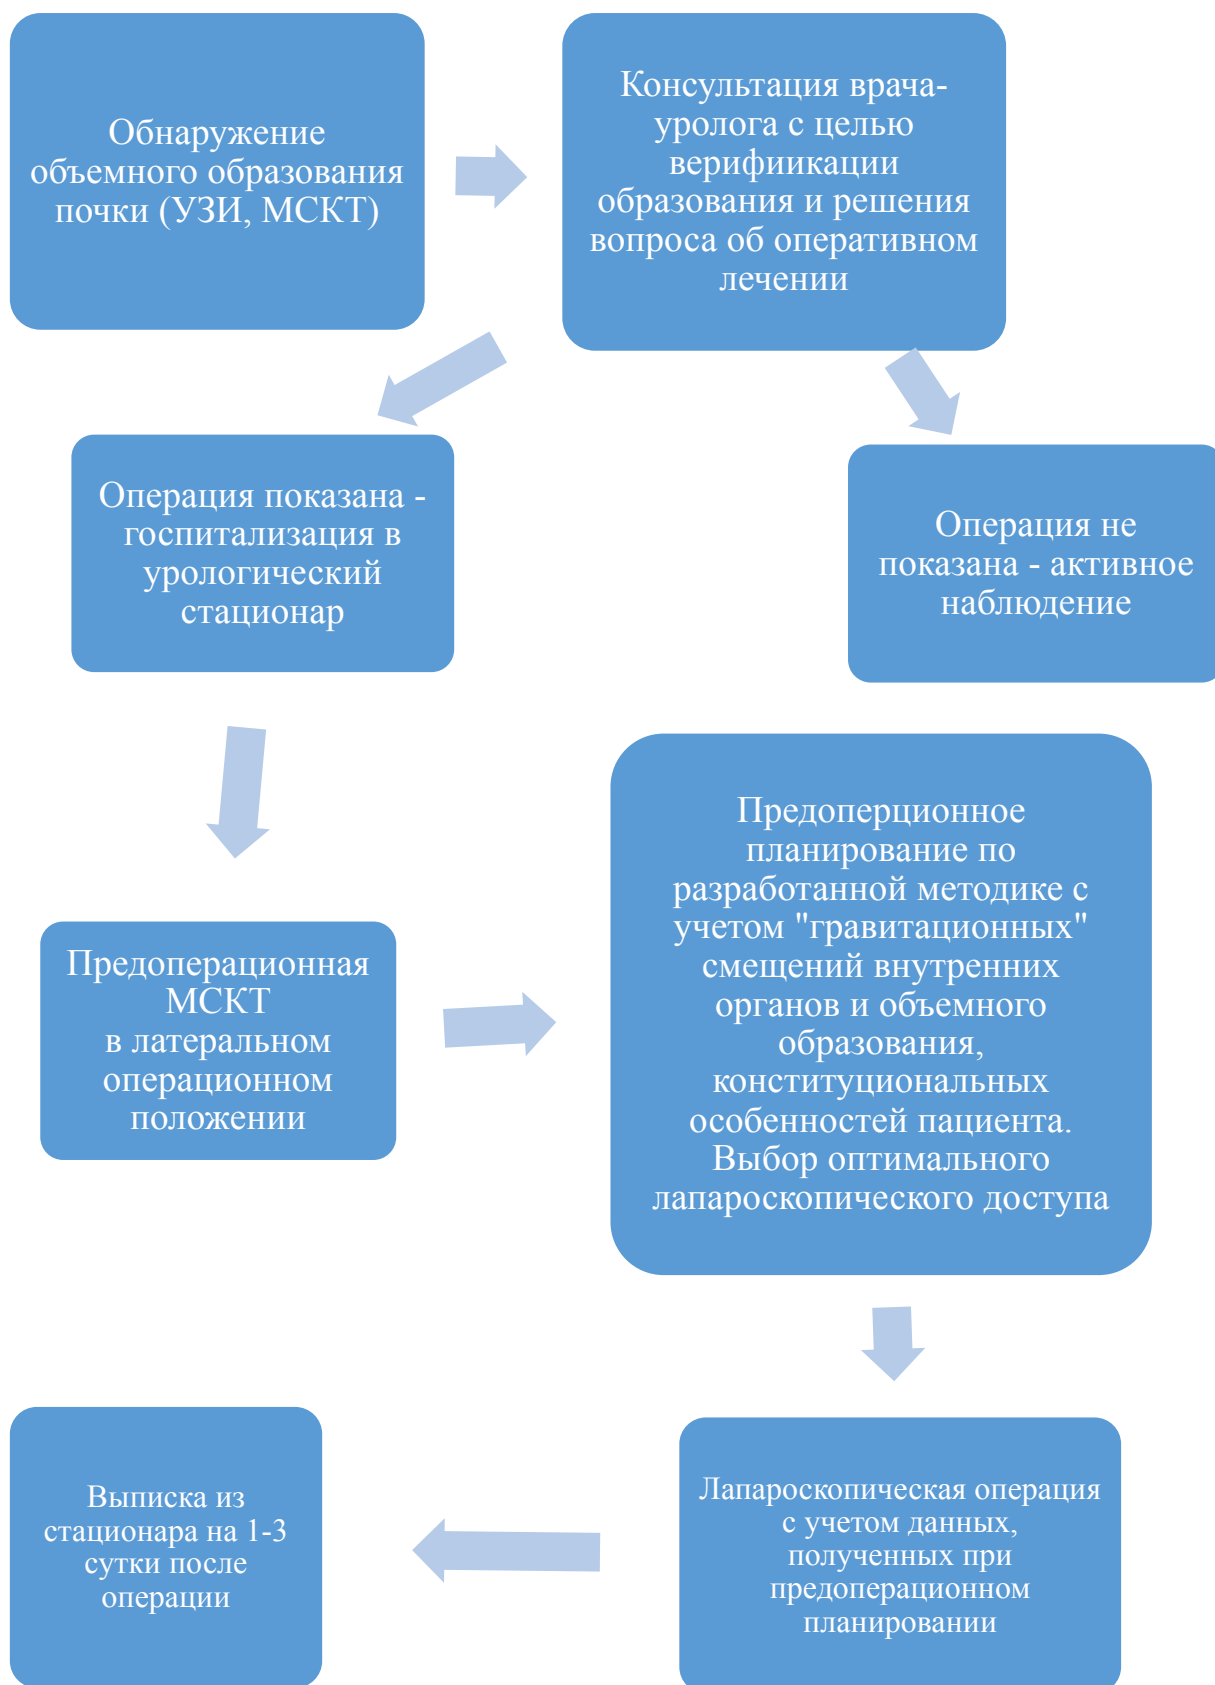 Обнаружение
объемного образования
почки (УЗИ, МСКТ)
Консультация врача-
уролога с целью
верифиикации
образования и решения
вопроса об оперативном
лечении
Операция показана -
госпитализация в
урологический
стационар
Операция не
показана - активное
наблюдение
Предоперационная
МСКТ
в латеральном
операционном
положении
Предоперционное
планирование по
разработанной методике с
учетом "гравитационных"
смещений внутренних
органов и объемного
образования,
конституциональных
особенностей пациента.
Выбор оптимального
лапароскопического доступа
Лапароскопическая операция
с учетом данных,
полученных при
предоперационном
планировании
Выписка из
стационара на 1-3
сутки после
операции